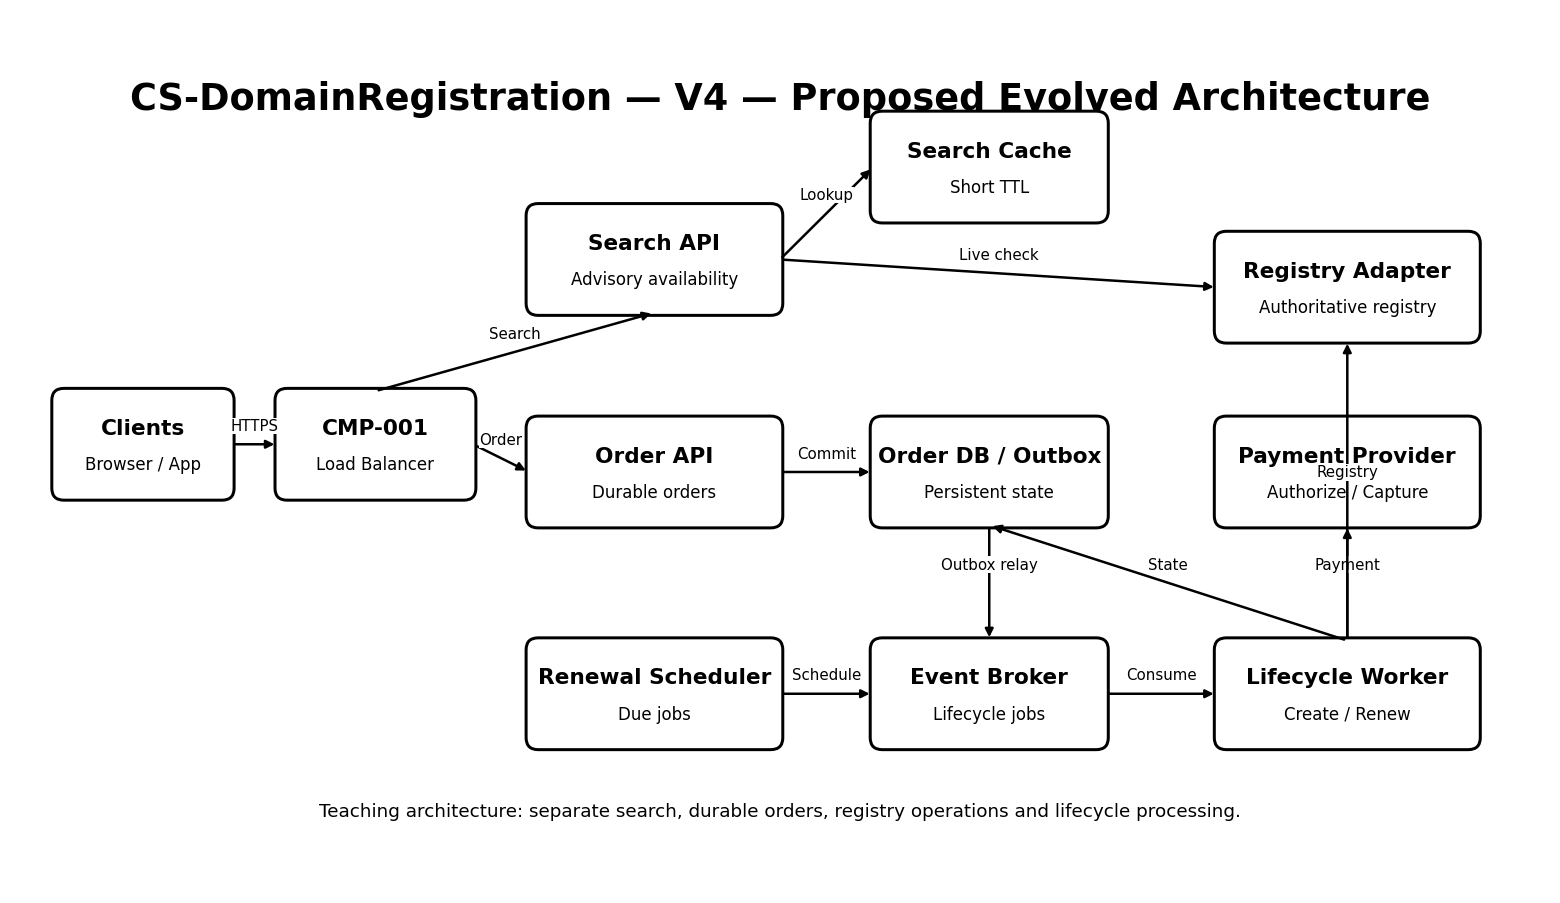 CS-DomainRegistration — V4 — Proposed Evolved Architecture
Search Cache
Short TTL
Lookup
Search API
Advisory availability
Live check
Registry Adapter
Authoritative registry
Search
Clients
Browser / App
HTTPS
CMP-001
Load Balancer
Order
Order API
Durable orders
Commit
Order DB / Outbox
Persistent state
Payment Provider
Registry
Authorize / Capture
Outbox relay
State
Payment
Renewal Scheduler
Due jobs
Schedule
Event Broker
Lifecycle jobs
Consume
Lifecycle Worker
Create / Renew
Teaching architecture: separate search, durable orders, registry operations and lifecycle processing.